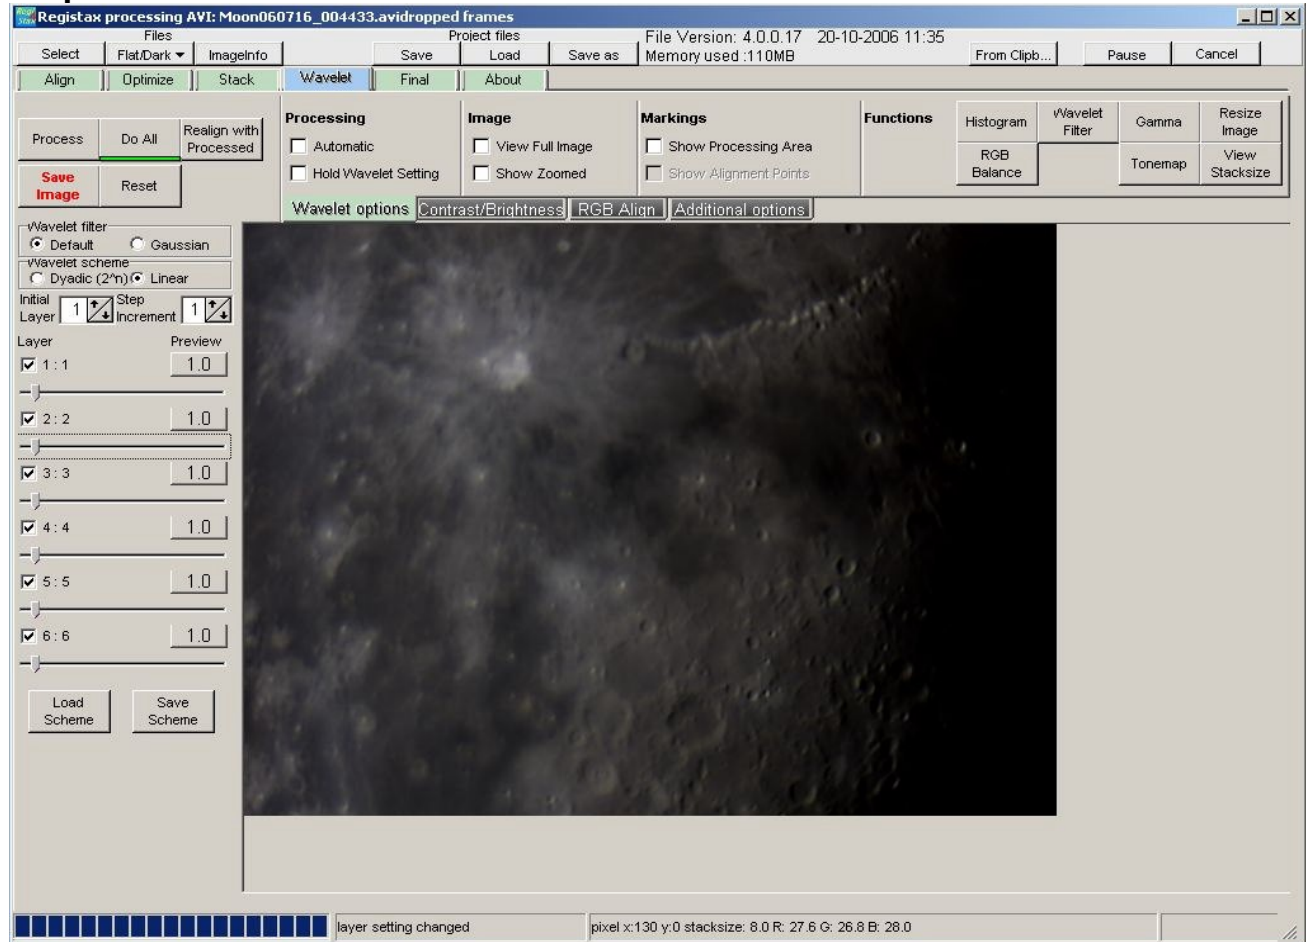 Registax processing AVI: Moon060716_004433.avidropped frames
Files
Project files
File Version: 4.0.0.17 20-10-2006 11:35
Select Flat/Dark ImageInfo Save Load Save as Memory used :110MB From Clipb... Pause Cancel
Align Optimize Stack Wavelet Final About
Processing Image Markings Functions
Process Do All Realign with Processed
Automatic View Full Image Show Processing Area
Histogram Wavelet Filter Gamma Resize Image
Hold Wavelet Setting Show Zoomed Show Alignment Points
RGB Balance Tonemap View Stacksize
Save Image Reset
Wavelet options Contrast/Brightness RGB Align Additional options
Wavelet filter
Default Gaussian
Wavelet scheme
Dyadic (2^n) Linear
Initial Layer 1 Step Increment 1
Layer Preview
1 : 1 1.0
2 : 2 1.0
3 : 3 1.0
4 : 4 1.0
5 : 5 1.0
6 : 6 1.0
Load Scheme Save Scheme
layer setting changed pixel x:130 y:0 stacksize: 8.0 R: 27.6 G: 26.8 B: 28.0